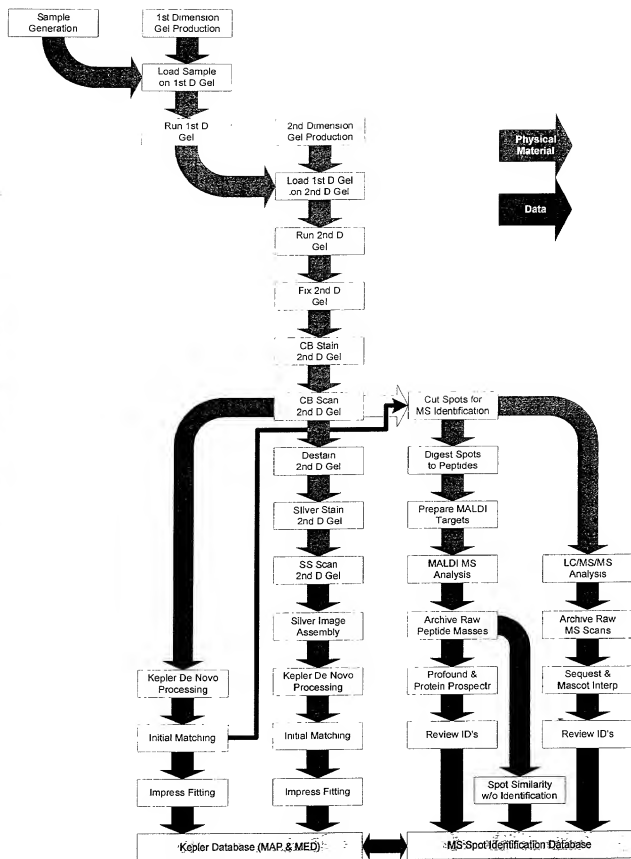 Sample
Generation
1st Dimension
Gel Production
Load Sample
on 1st D Gel
Run 1st D
Gel
2nd Dimension
Gel Production
Physical
Material
Load 1st D Gel
on 2nd D Gel
Data
Run 2nd D
Gel
Fix 2nd D
Gel
CB Stain
2nd D Gel
CB Scan
2nd D Gel
Cut Spots for
MS Identification
Destain
2nd D Gel
Digest Spots
to Peptides
Silver Stain
2nd D Gel
Prepare MALDI
Targets
SS Scan
2nd D Gel
MALDI MS
Analysis
LC/MS/MS
Analysis
Silver Image
Assembly
Archive Raw
Peptide Masses
Archive Raw
MS Scans
Kepler De Novo
Processing
Kepler De Novo
Processing
Profound &
Protein Prospectr
Sequest &
Mascot Interp
Initial Matching
Initial Matching
Review ID's
Review ID's
Impress Fitting
Impress Fitting
Spot Similarity
w/o Identification
Kepler Database (MAP & MED)
MS Spot Identification Database